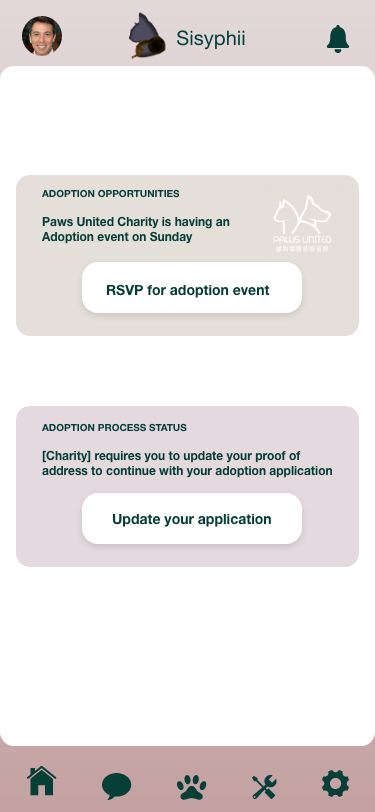 Sisyphii
ADOPTION OPPORTUNITIES
Paws United Charity is having an
Adoption event on Sunday
PAWS UNITED
RSVP for adoption event
ADOPTION PROCESS STATUS
[Charity] requires you to update your proof of
address to continue with your adoption application
Update your application